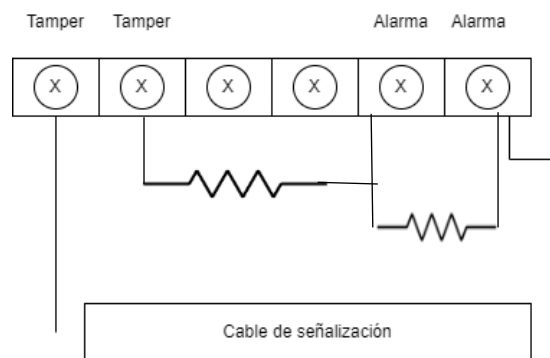 Tamper Tamper Alarma Alarma
X X X X X X
Cable de señalización